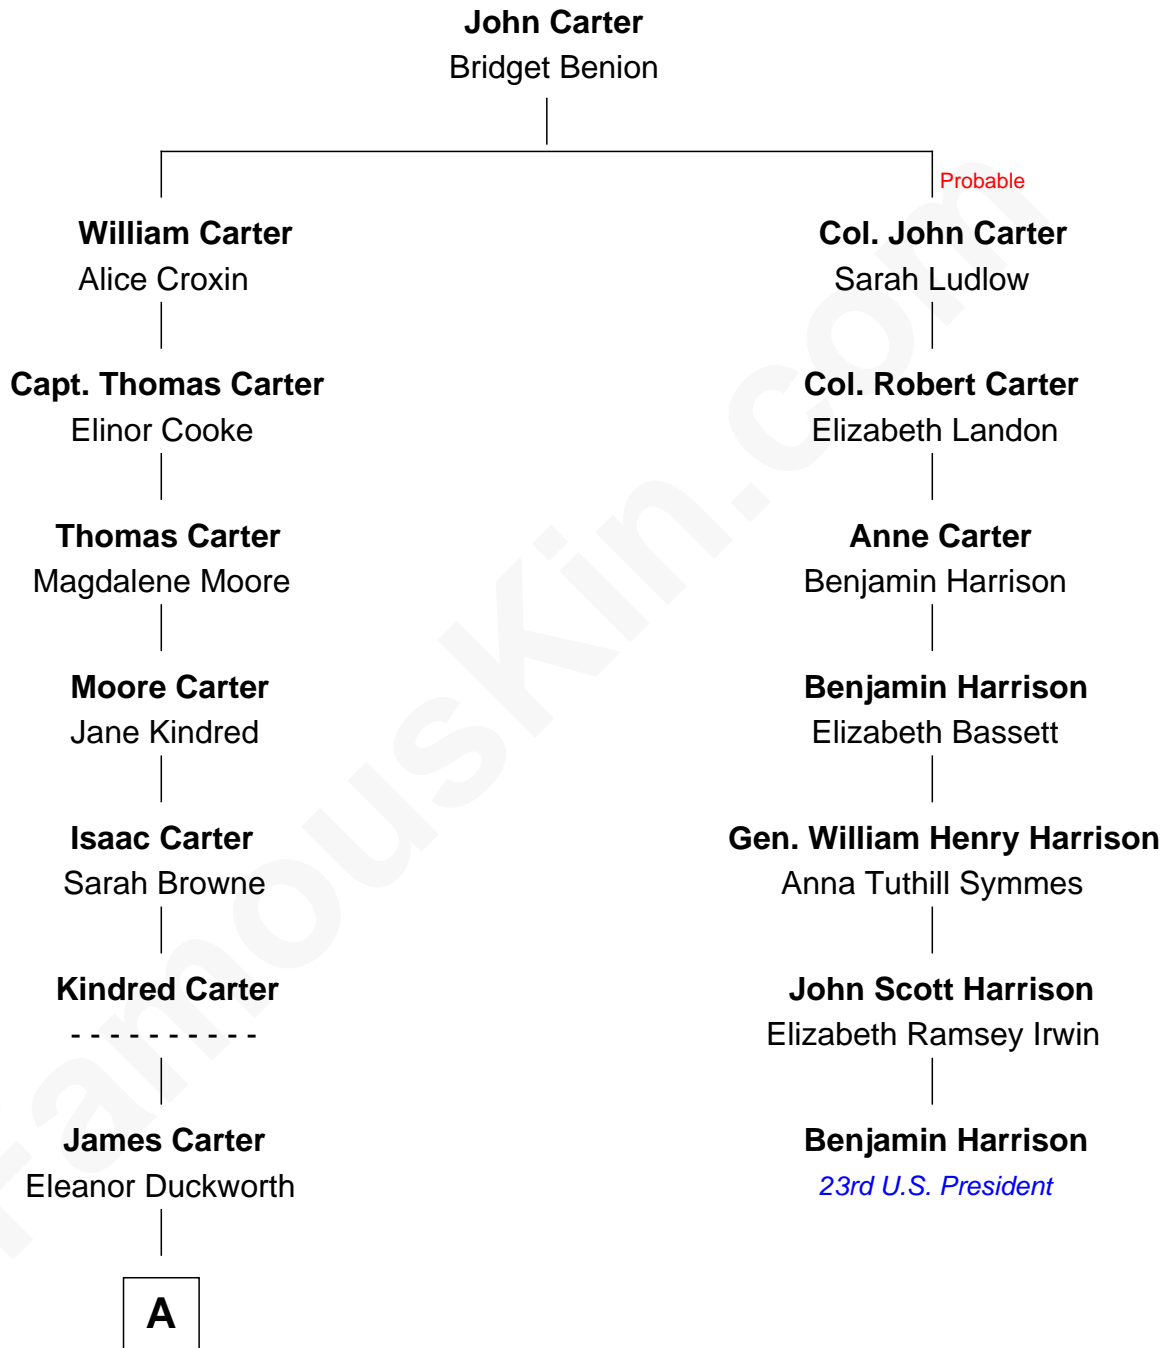 John Carter
Bridget Benion
Probable
William Carter
Alice Croxin
Col. John Carter
Sarah Ludlow
Capt. Thomas Carter
Elinor Cooke
Col. Robert Carter
Elizabeth Landon
Thomas Carter
Magdalene Moore
Anne Carter
Benjamin Harrison
Moore Carter
Jane Kindred
Benjamin Harrison
Elizabeth Bassett
Isaac Carter
Sarah Browne
Gen. William Henry Harrison
Anna Tuthill Symmes
Kindred Carter
- - - - - - - - - -
John Scott Harrison
Elizabeth Ramsey Irwin
James Carter
Eleanor Duckworth
Benjamin Harrison
23rd U.S. President
A
FamousKin.com